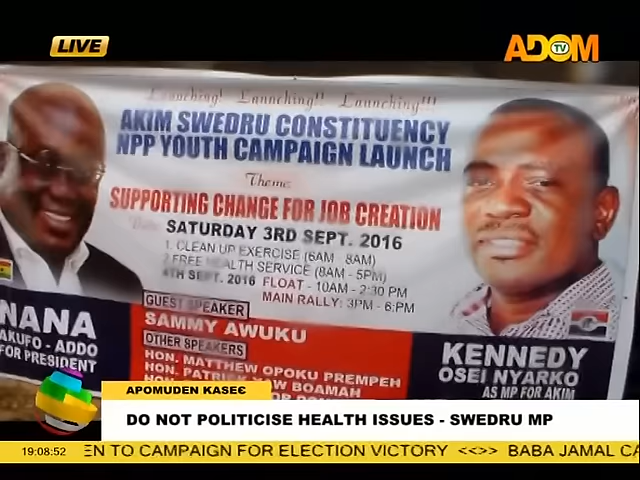 LIVE
ADOM TV
Launching! Launching!! Launching!!!
AKIM SWEDRU CONSTITUENCY
NPP YOUTH CAMPAIGN LAUNCH
Theme:
SUPPORTING CHANGE FOR JOB CREATION
Date: SATURDAY 3RD SEPT. 2016
1. CLEAN UP EXERCISE (6AM - 8AM)
2 FREE HEALTH SERVICE (8AM - 5PM)
4TH SEPT. 2016 FLOAT - 10AM - 2:30 PM
MAIN RALLY: 3PM - 6:PM
NANA
AKUFO - ADDO
FOR PRESIDENT
GUEST SPEAKER
SAMMY AWUKU
OTHER SPEAKERS
HON. MATTHEW OPOKU PREMPEH
HON. BOAMAH
HON.
KENNEDY
OSEI NYARKO
AS MP FOR AKIM
APOMUDEN KASEƐ
DO NOT POLITICISE HEALTH ISSUES - SWEDRU MP
19:08:52 EN TO CAMPAIGN FOR ELECTION VICTORY <<>> BABA JAMAL CA